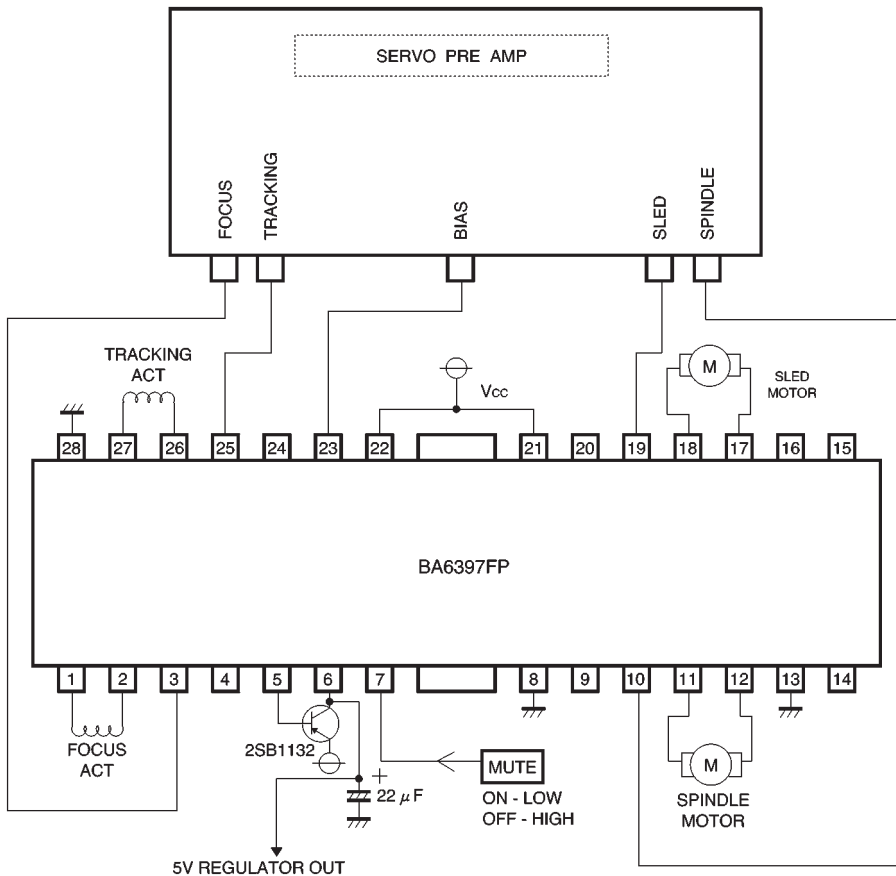 SERVO PRE AMP
FOCUS
TRACKING
BIAS
SLED
SPINDLE
TRACKING
ACT
Vcc
M
SLED
MOTOR
28 27 26 25 24 23 22 21 20 19 18 17 16 15
BA6397FP
1 2 3 4 5 6 7 8 9 10 11 12 13 14
FOCUS
ACT
2SB1132
+
22 μF
MUTE
ON - LOW
OFF - HIGH
M
SPINDLE
MOTOR
5V REGULATOR OUT